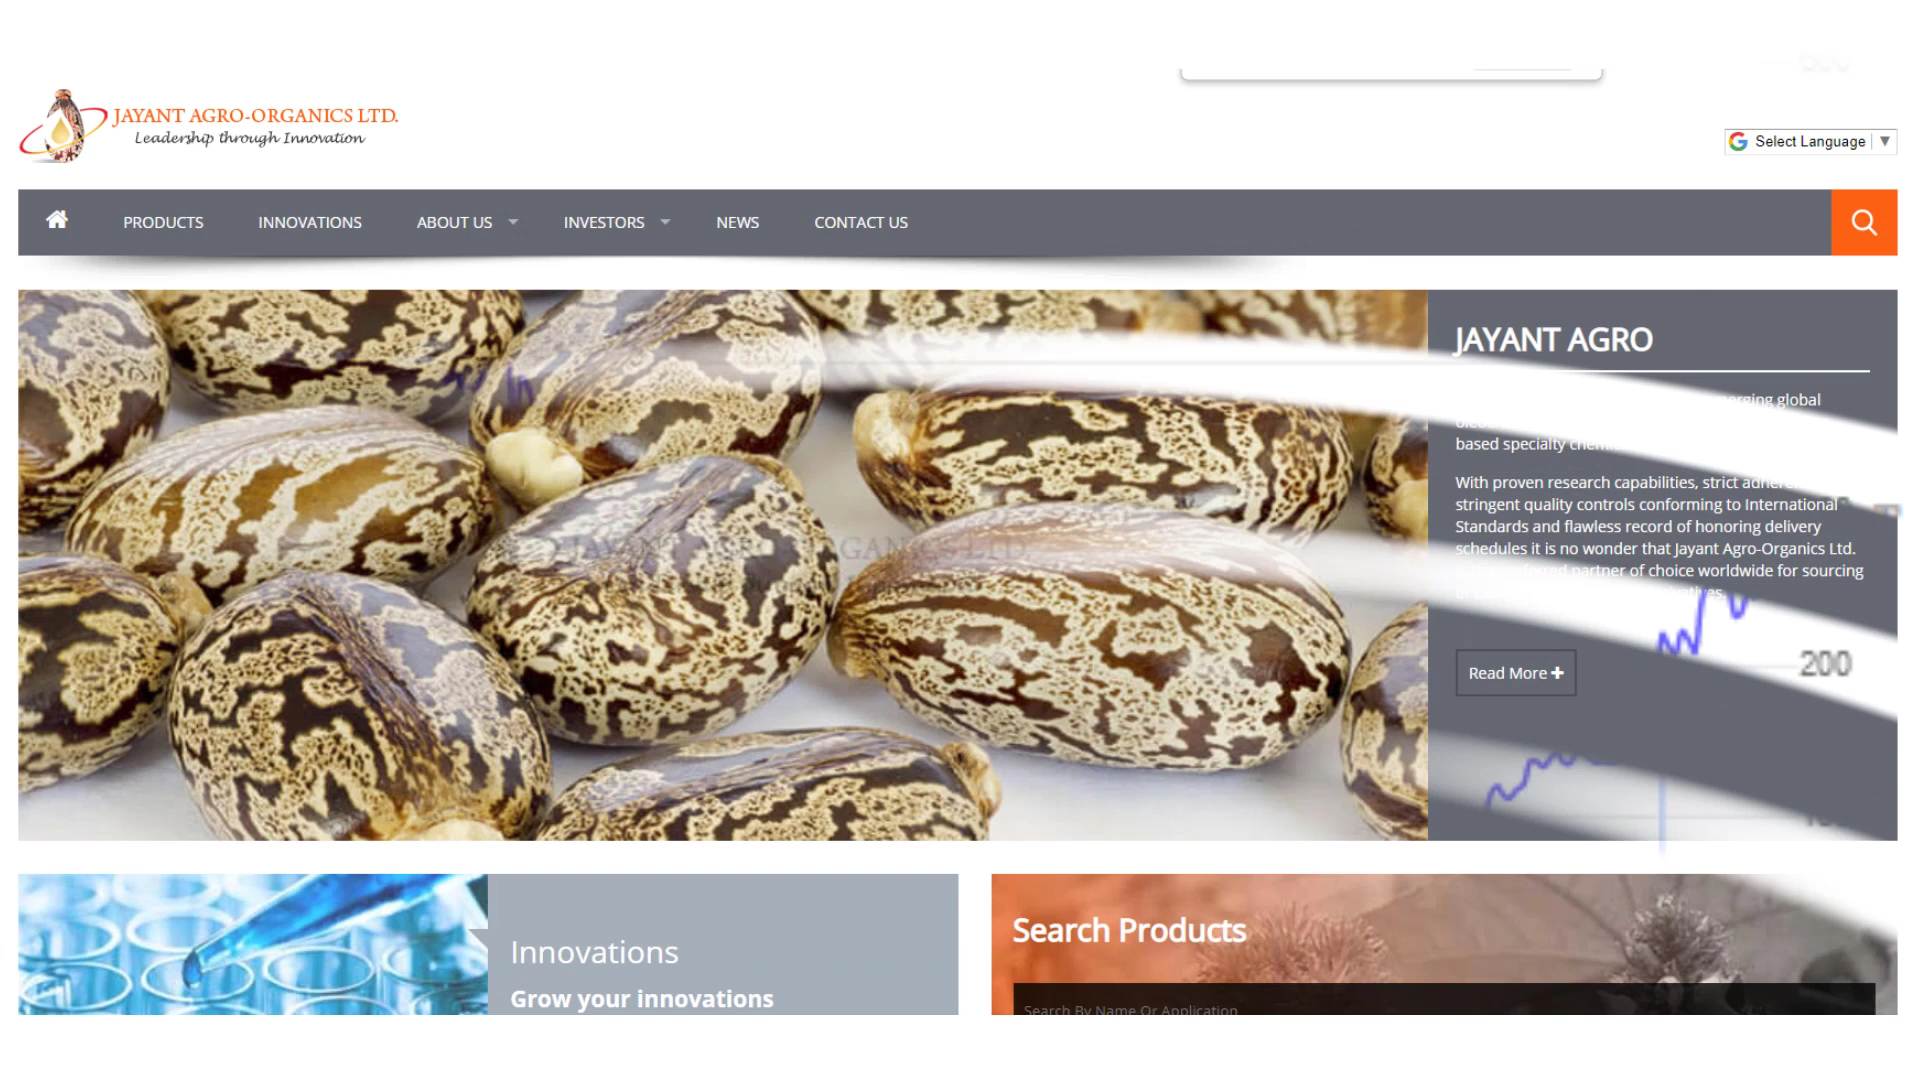 JAYANT AGRO-ORGANICS LTD.
Leadership through Innovation
Select Language
PRODUCTS
INNOVATIONS
ABOUT US
INVESTORS
NEWS
CONTACT US
JAYANT AGRO
global
based specialty
With proven research capabilities, strict
stringent quality controls conforming to International
Standards and flawless record of honoring delivery
schedules it is no wonder that Jayant Agro-Organics Ltd.
partner of choice worldwide for sourcing
Read More
200
Innovations
Grow your innovations
Search Products
Search By Name Or Application